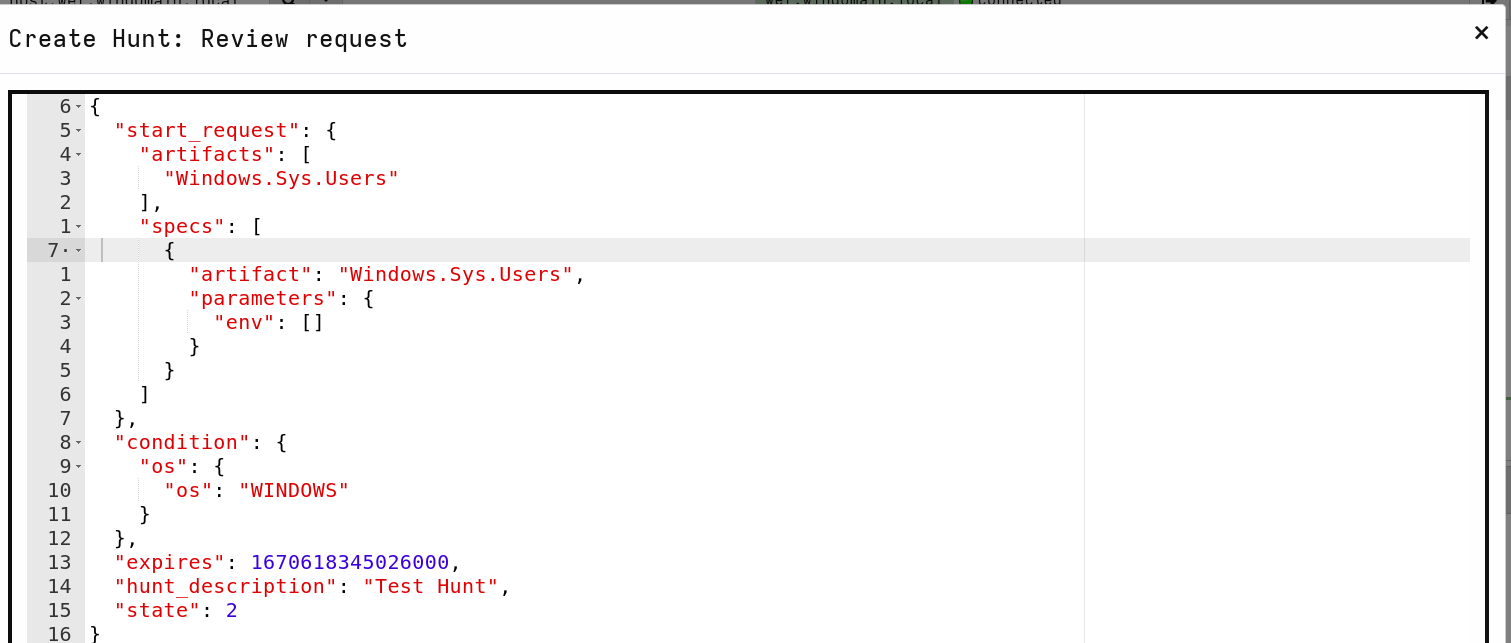 Create Hunt: Review request ×
6 {
5 "start_request": {
4 "artifacts": [
3 "Windows.Sys.Users"
2 ],
1 "specs": [
7· {
1 "artifact": "Windows.Sys.Users",
2 "parameters": {
3 "env": []
4 }
5 }
6 ]
7 },
8 "condition": {
9 "os": {
10 "os": "WINDOWS"
11 }
12 },
13 "expires": 1670618345026000,
14 "hunt_description": "Test Hunt",
15 "state": 2
16 }